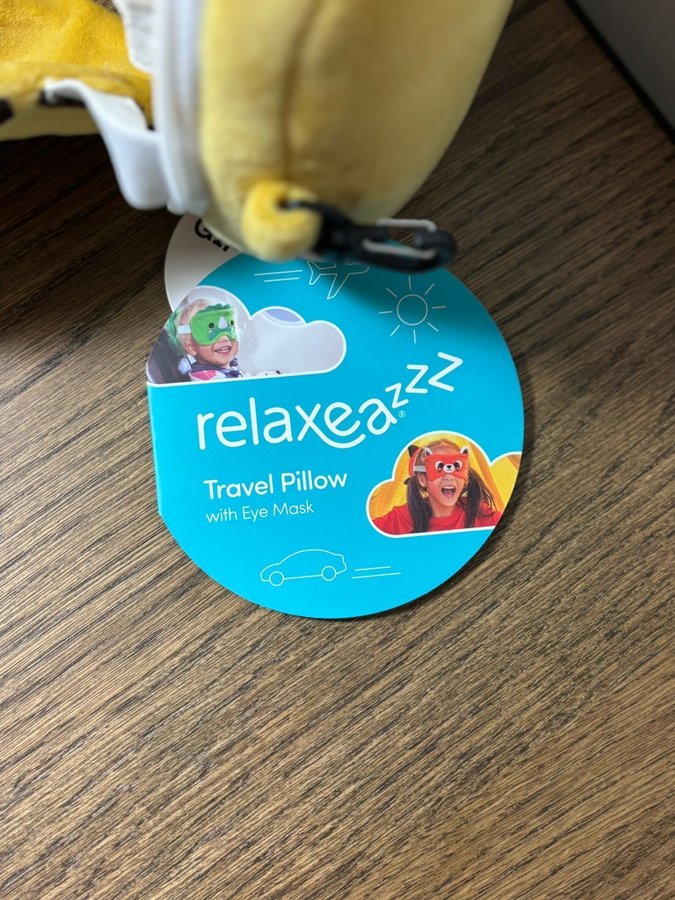 relaxeazzz®
Travel Pillow
with Eye Mask